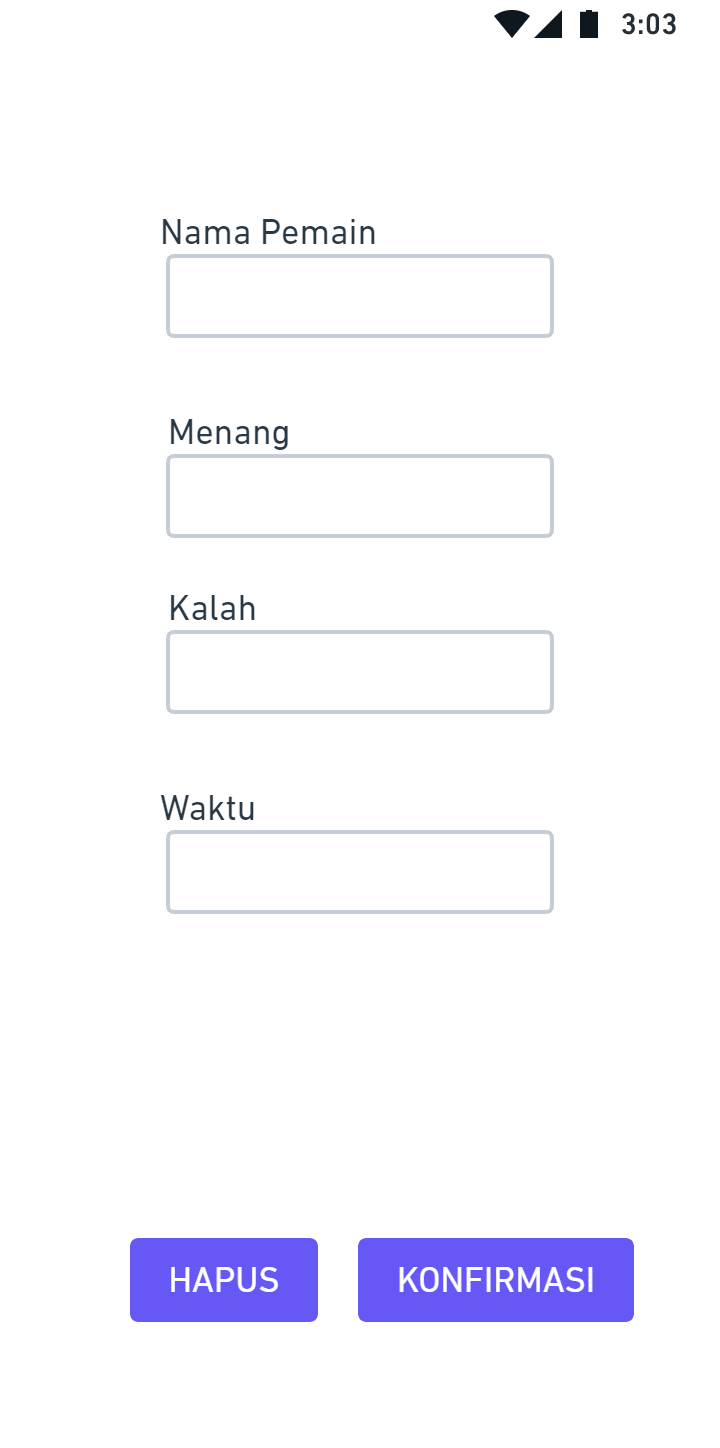 3:03
Nama Pemain
Menang
Kalah
Waktu
HAPUS
KONFIRMASI